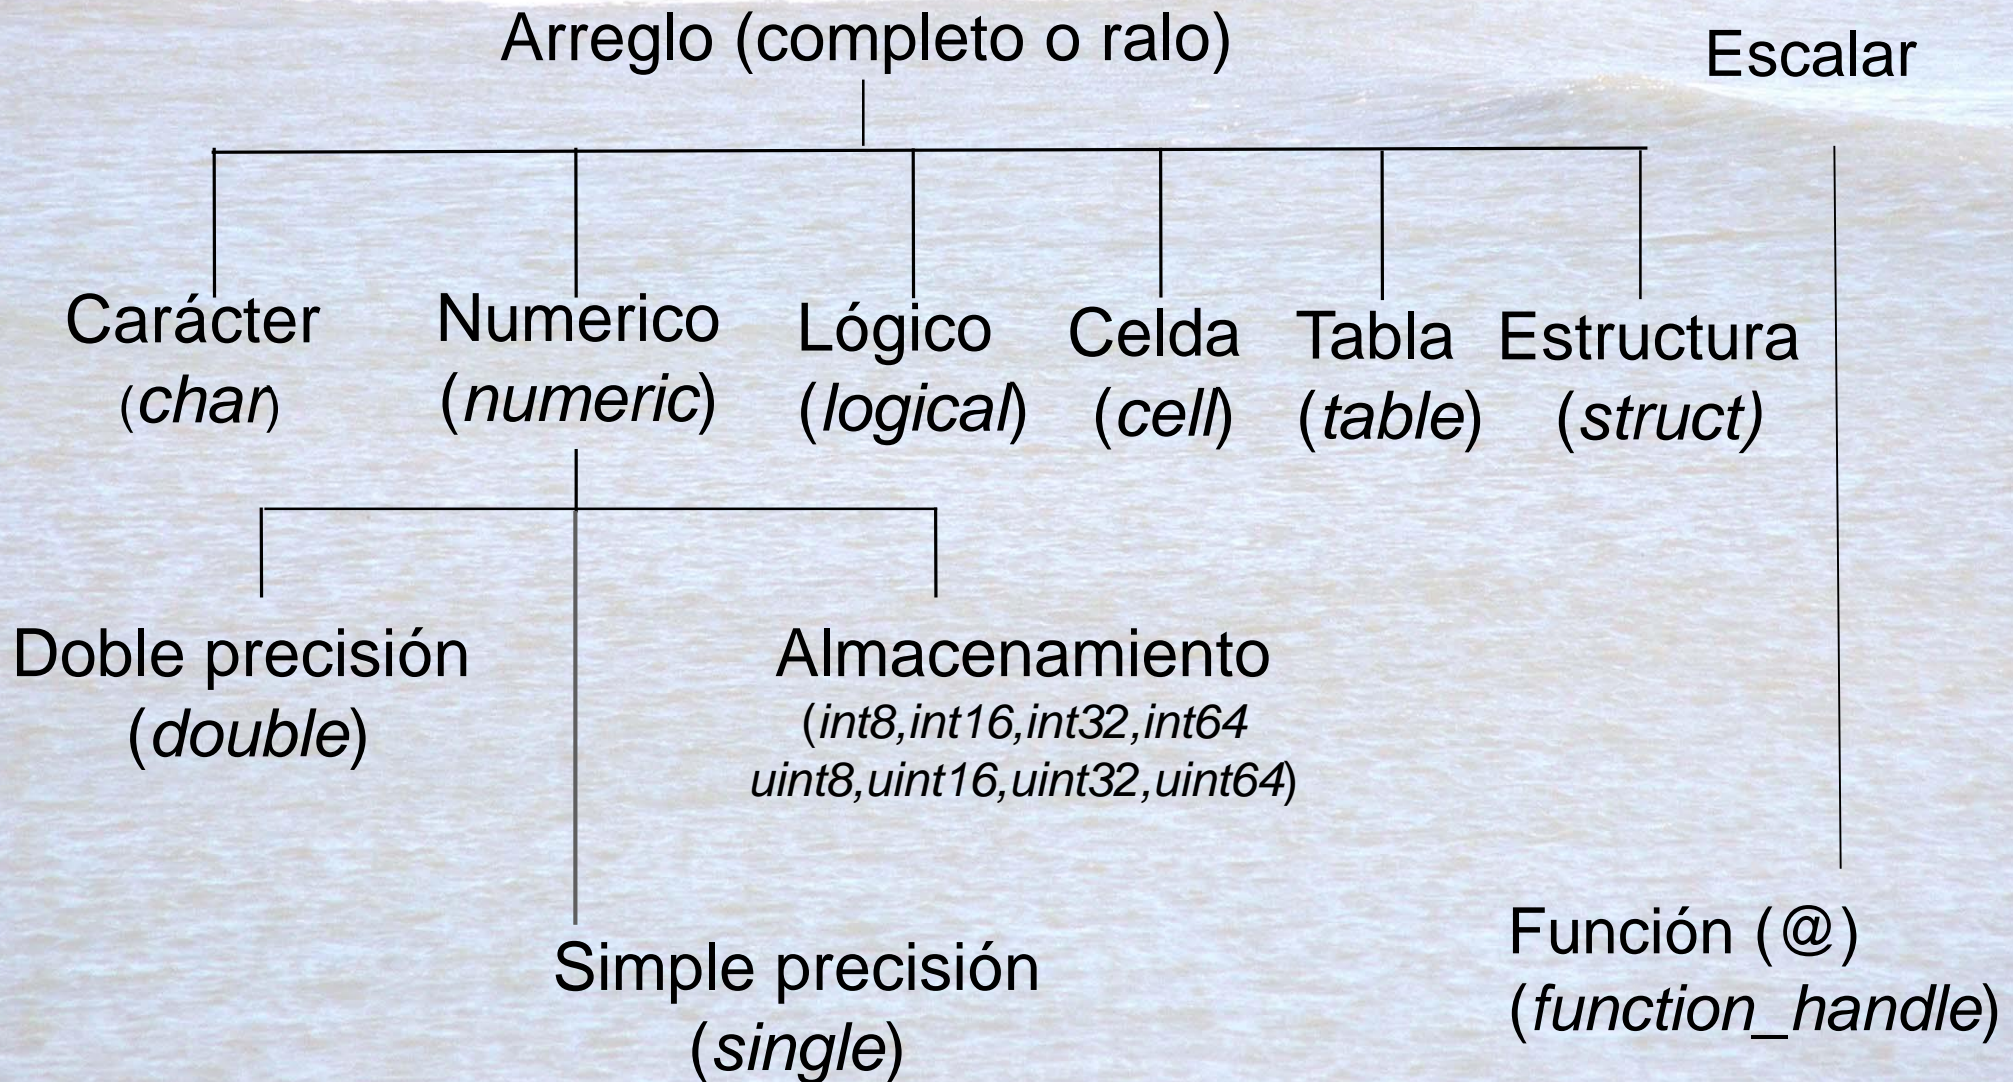 Arreglo (completo o ralo)
Escalar
Carácter
(char)
Numerico
(numeric)
Lógico
(logical)
Celda
(cell)
Tabla
(table)
Estructura
(struct)
Doble precisión
(double)
Almacenamiento
(int8,int16,int32,int64
uint8,uint16,uint32,uint64)
Simple precisión
(single)
Función (@)
(function_handle)